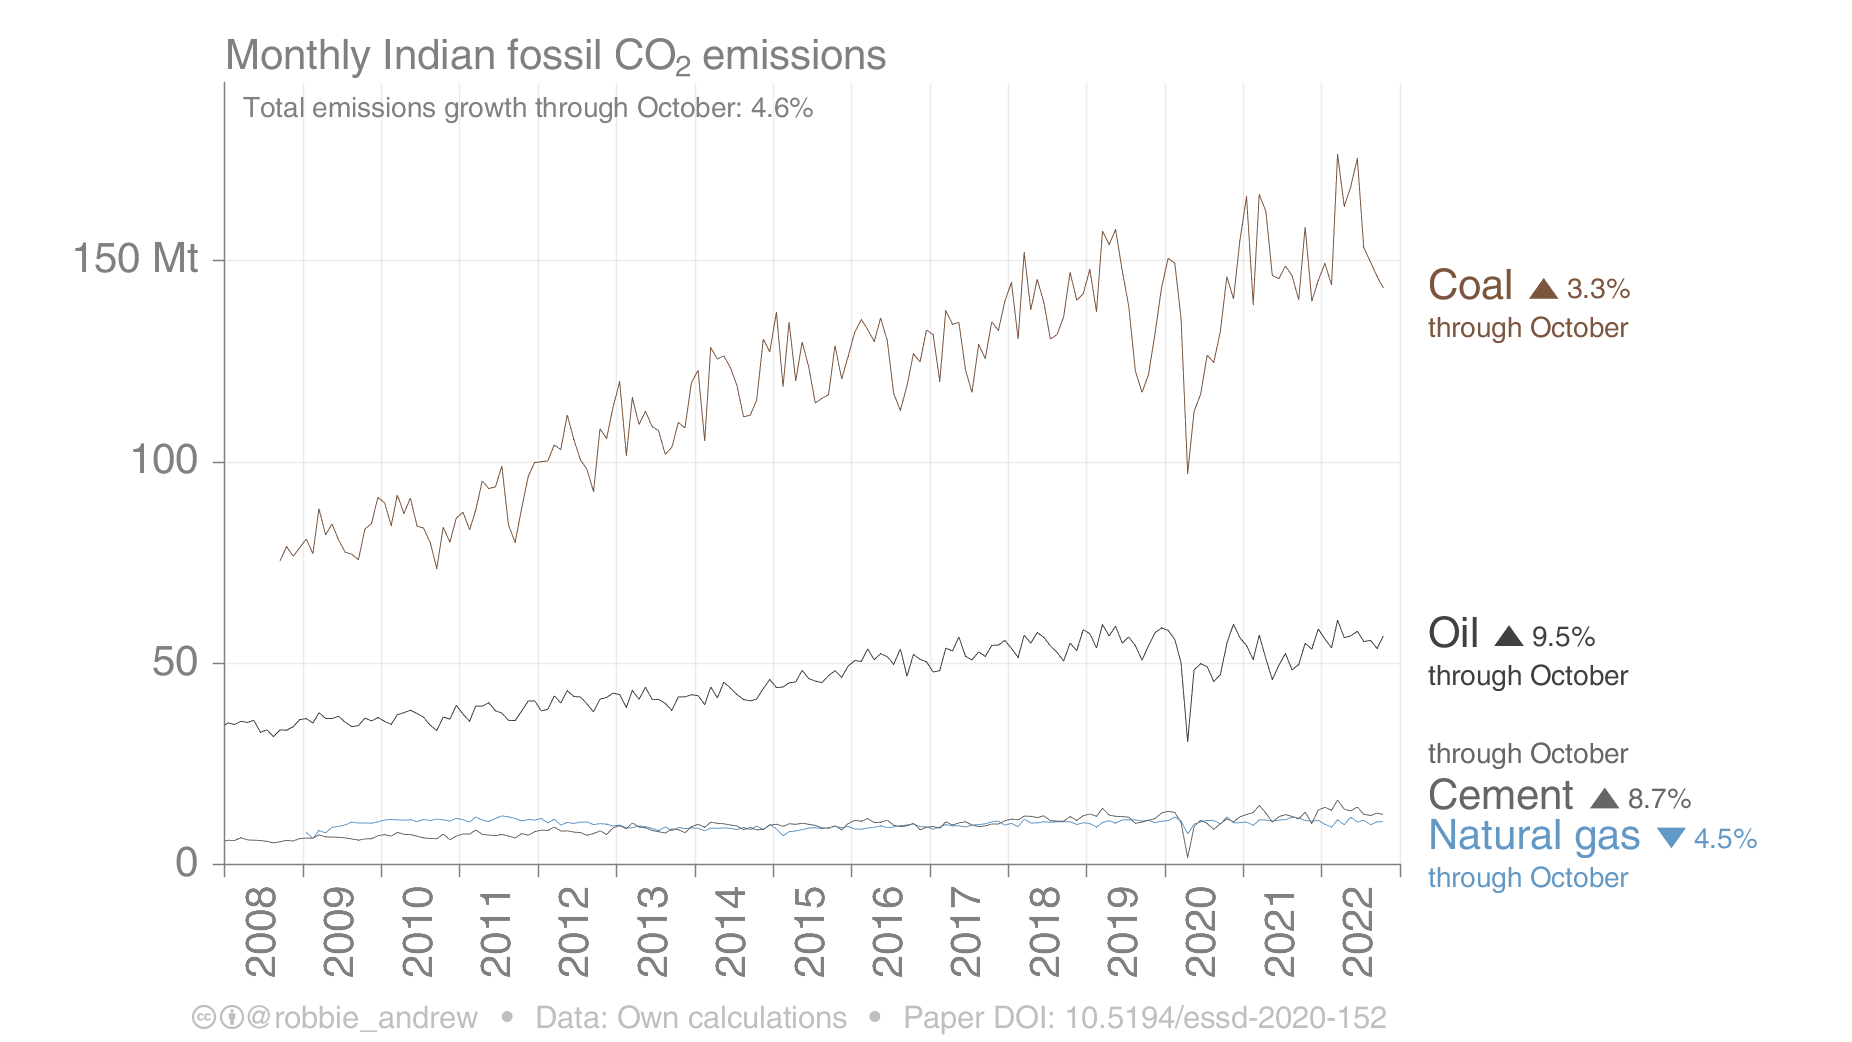 Monthly Indian fossil CO₂ emissions
Total emissions growth through October: 4.6%
150 Mt
100
50
0
Coal ▲ 3.3%
through October
Oil ▲ 9.5%
through October
through October
Cement ▲ 8.7%
Natural gas ▼ 4.5%
through October
2008
2009
2010
2011
2012
2013
2014
2015
2016
2017
2018
2019
2020
2021
2022
@robbie_andrew • Data: Own calculations • Paper DOI: 10.5194/essd-2020-152